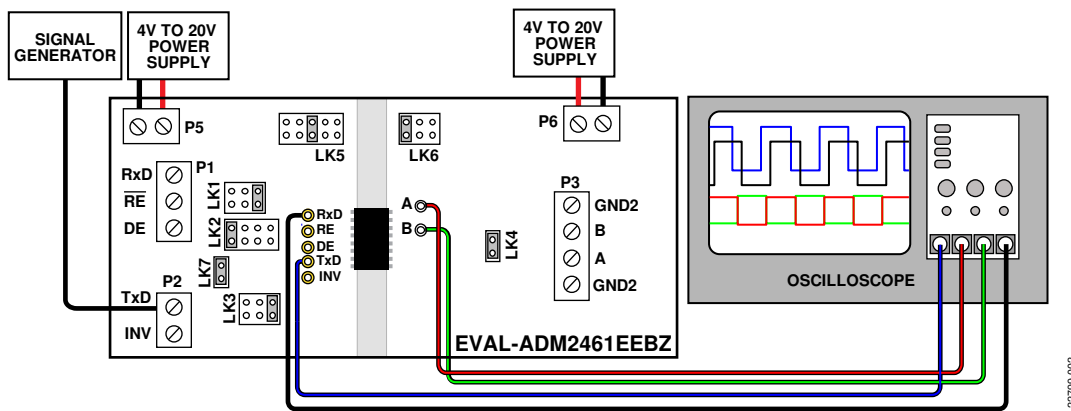 SIGNAL
GENERATOR
4V TO 20V
POWER
SUPPLY
4V TO 20V
POWER
SUPPLY
P5
P6
LK5
LK6
P1
RxD
RE
DE
LK1
LK2
LK7
LK3
P2
TxD
INV
RxD
RE
DE
TxD
INV
A
B
LK4
P3
GND2
B
A
GND2
EVAL-ADM2461EEBZ
OSCILLOSCOPE